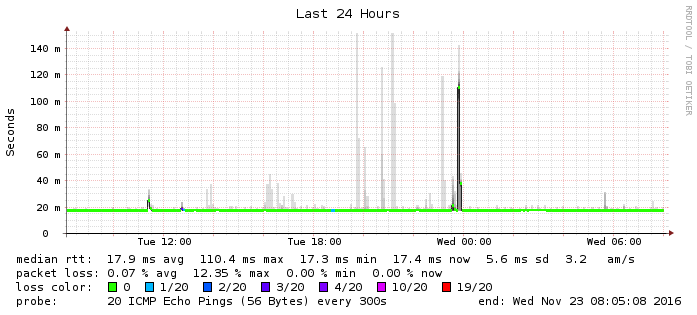 Last 24 Hours
RRDTOOL / TOBI OETIKER
Seconds
140 m
120 m
100 m
80 m
60 m
40 m
20 m
0
Tue 12:00 Tue 18:00 Wed 00:00 Wed 06:00
median rtt: 17.9 ms avg 110.4 ms max 17.3 ms min 17.4 ms now 5.6 ms sd 3.2 am/s
packet loss: 0.07 % avg 12.35 % max 0.00 % min 0.00 % now
loss color: 0 1/20 2/20 3/20 4/20 10/20 19/20
probe: 20 ICMP Echo Pings (56 Bytes) every 300s end: Wed Nov 23 08:05:08 2016